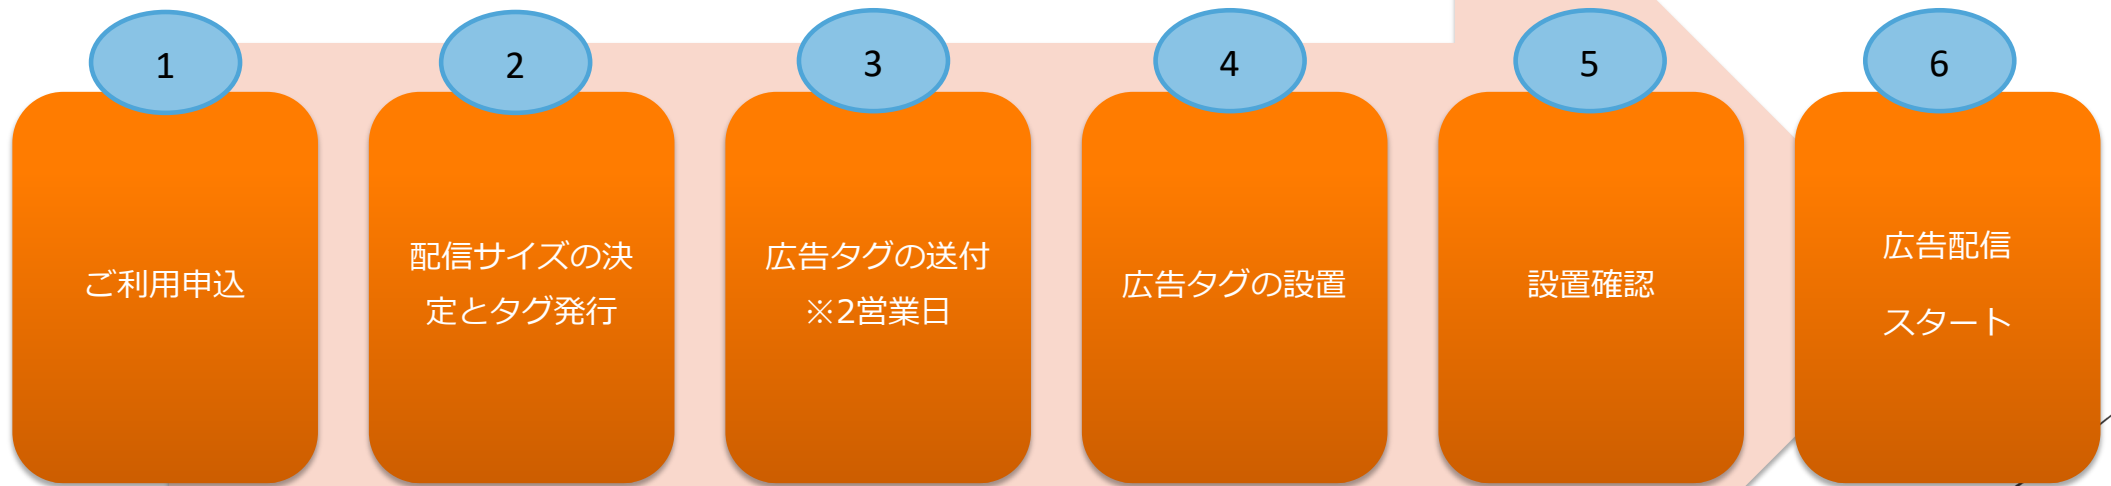 1
ご利用申込
2
配信サイズの決
定とタグ発行
3
広告タグの送付
※2営業日
4
広告タグの設置
5
設置確認
6
広告配信
スタート